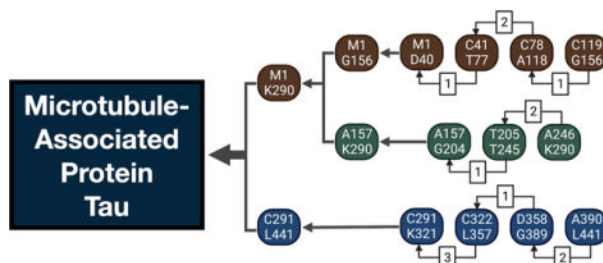 Microtubule-
Associated
Protein
Tau
M1
K290
C291
L441
M1
G156
A157
K290
M1
D40
C41
T77
C78
A118
C119
G156
2
1
1
A157
G204
T205
T245
A246
K290
2
1
C291
K321
C322
L357
D358
G389
A390
L441
1
3
2